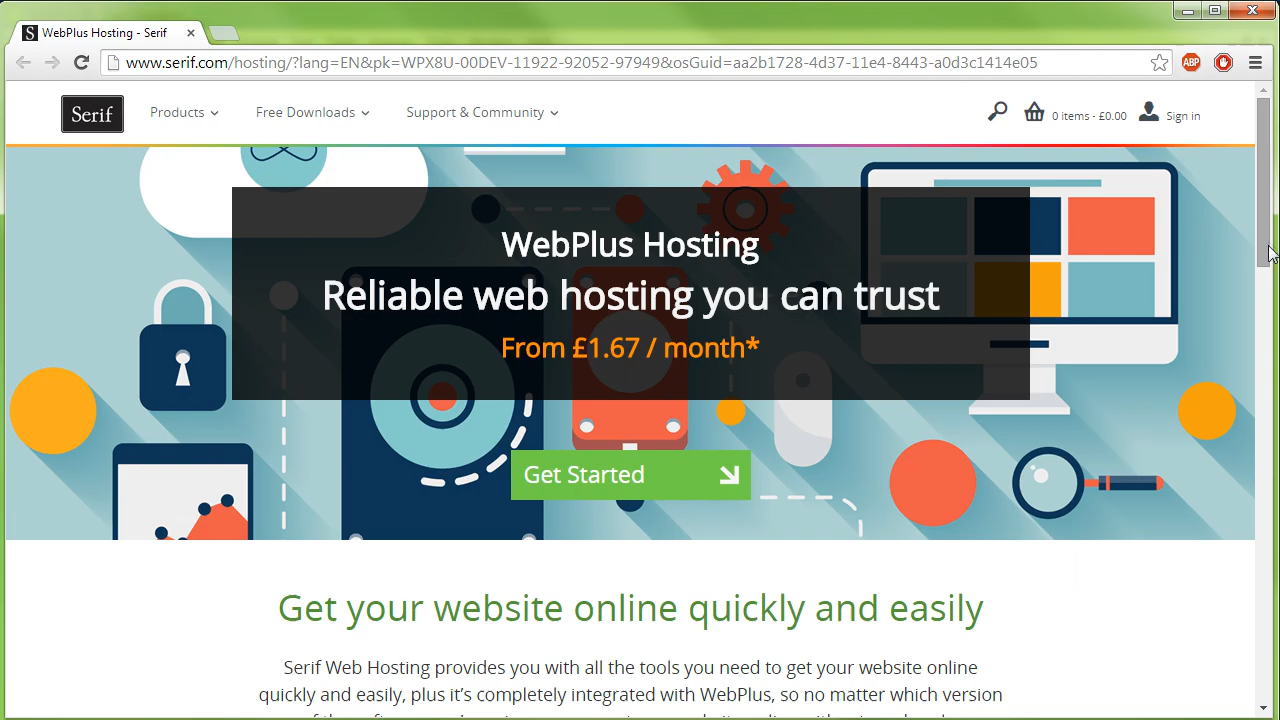 WebPlus Hosting - Serif
www.serif.com/hosting/?lang=EN&pk=WPX8U-00DEV-11922-92052-97949&osGuid=aa2b1728-4d37-11e4-8443-a0d3c1414e05
ABP
Serif Products Free Downloads Support & Community 0 items - £0.00 Sign in
WebPlus Hosting
Reliable web hosting you can trust
From £1.67 / month*
Get Started
Get your website online quickly and easily
Serif Web Hosting provides you with all the tools you need to get your website online
quickly and easily, plus it’s completely integrated with WebPlus, so no matter which version